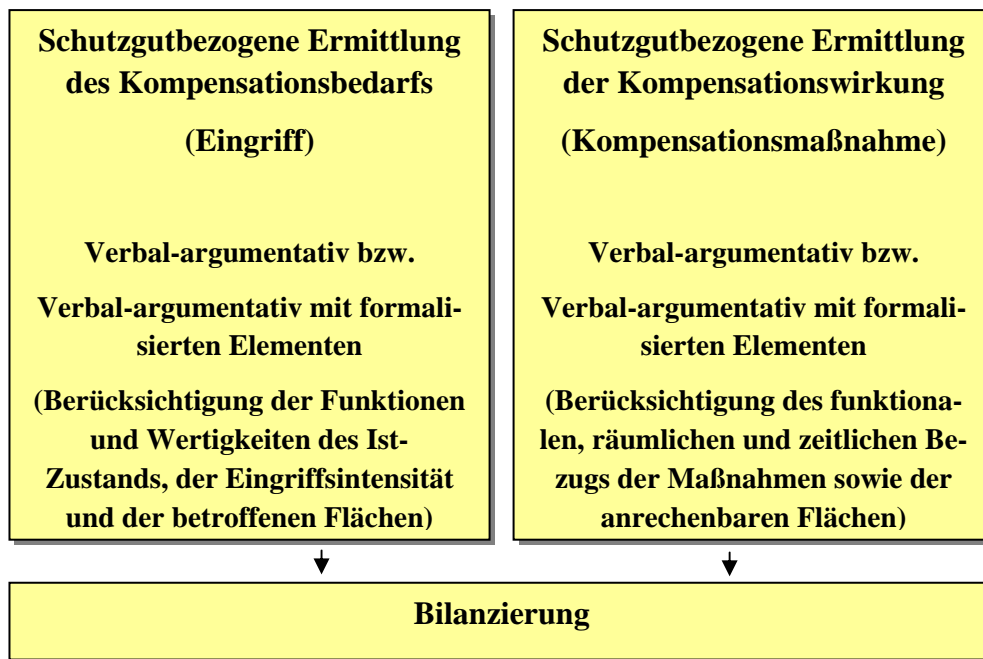 Schutzgutbezogene Ermittlung
des Kompensationsbedarfs
(Eingriff)
Verbal-argumentativ bzw.
Verbal-argumentativ mit formali-
sierten Elementen
(Berücksichtigung der Funktionen
und Wertigkeiten des Ist-
Zustands, der Eingriffsintensität
und der betroffenen Flächen)
Schutzgutbezogene Ermittlung
der Kompensationswirkung
(Kompensationsmaßnahme)
Verbal-argumentativ bzw.
Verbal-argumentativ mit formali-
sierten Elementen
(Berücksichtigung des funktiona-
len, räumlichen und zeitlichen Be-
zugs der Maßnahmen sowie der
anrechenbaren Flächen)
Bilanzierung